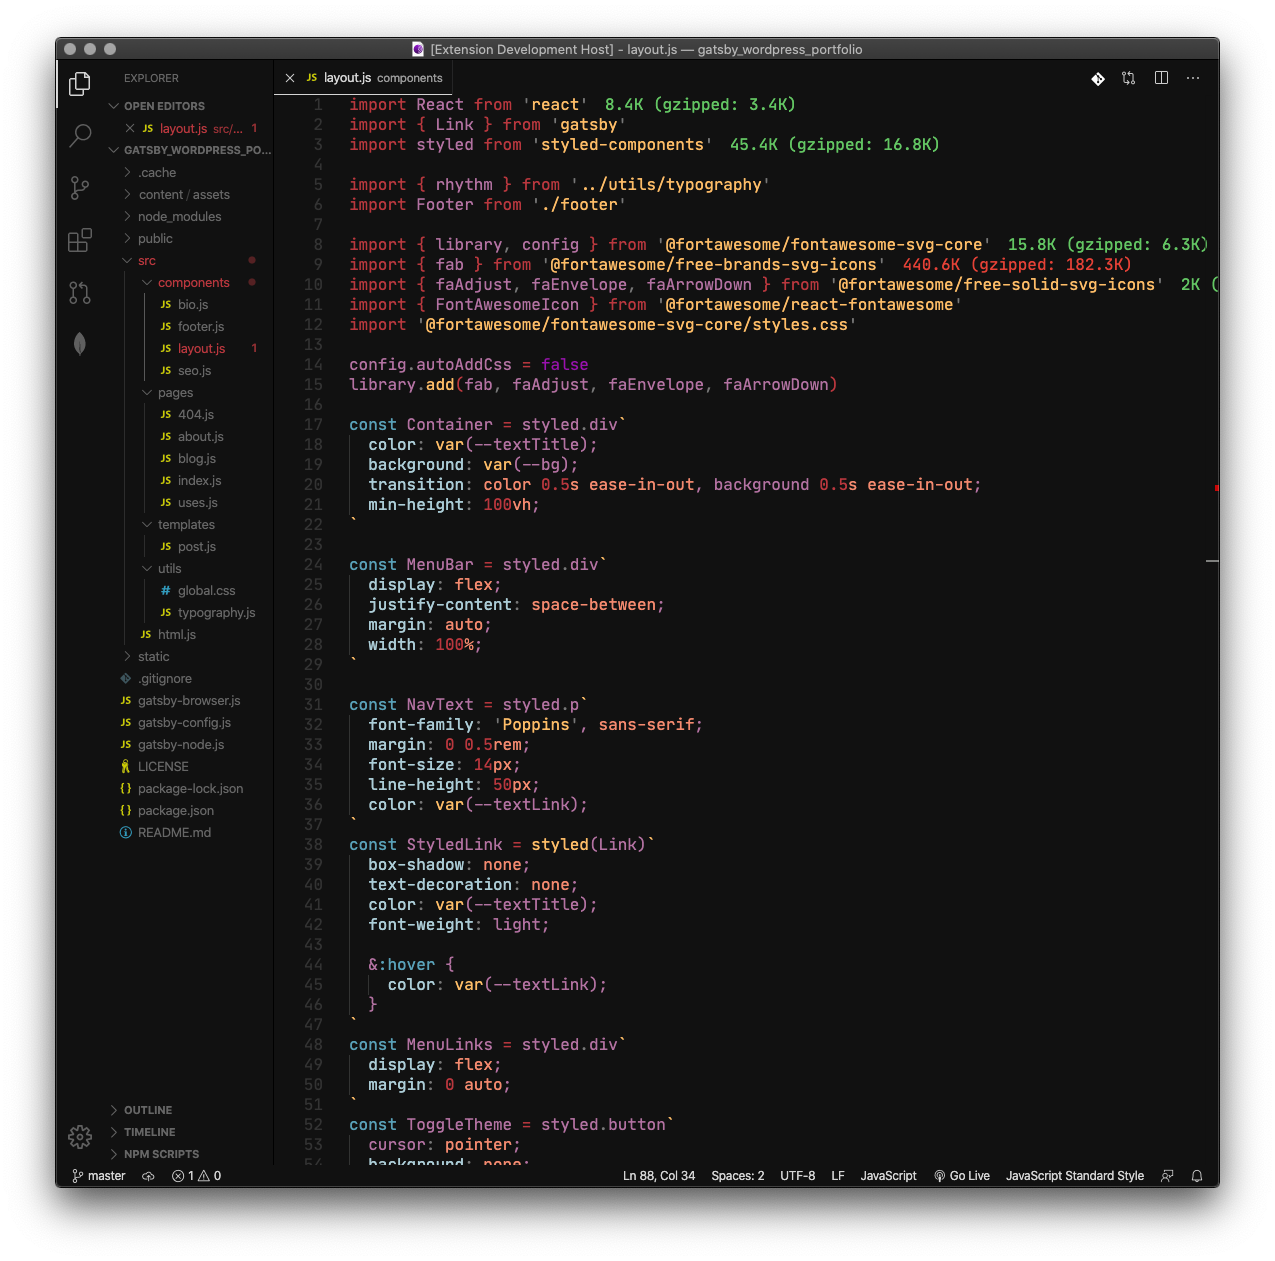 [Extension Development Host] - layout.js — gatsby_wordpress_portfolio
EXPLORER
OPEN EDITORS
JS layout.js src/... 1
GATSBY_WORDPRESS_PO...
.cache
content / assets
node_modules
public
src
components
JS bio.js
JS footer.js
JS layout.js 1
JS seo.js
pages
JS 404.js
JS about.js
JS blog.js
JS index.js
JS uses.js
templates
JS post.js
utils
# global.css
JS typography.js
JS html.js
static
.gitignore
JS gatsby-browser.js
JS gatsby-config.js
JS gatsby-node.js
LICENSE
{} package-lock.json
{} package.json
README.md
OUTLINE
TIMELINE
NPM SCRIPTS
JS layout.js components
1 import React from 'react' 8.4K (gzipped: 3.4K)
2 import { Link } from 'gatsby'
3 import styled from 'styled-components' 45.4K (gzipped: 16.8K)
4
5 import { rhythm } from '../utils/typography'
6 import Footer from './footer'
7
8 import { library, config } from '@fortawesome/fontawesome-svg-core' 15.8K (gzipped: 6.3K)
9 import { fab } from '@fortawesome/free-brands-svg-icons' 440.6K (gzipped: 182.3K)
10 import { faAdjust, faEnvelope, faArrowDown } from '@fortawesome/free-solid-svg-icons' 2K (
11 import { FontAwesomeIcon } from '@fortawesome/react-fontawesome'
12 import '@fortawesome/fontawesome-svg-core/styles.css'
13
14 config.autoAddCss = false
15 library.add(fab, faAdjust, faEnvelope, faArrowDown)
16
17 const Container = styled.div`
18 color: var(--textTitle);
19 background: var(--bg);
20 transition: color 0.5s ease-in-out, background 0.5s ease-in-out;
21 min-height: 100vh;
22 `
23
24 const MenuBar = styled.div`
25 display: flex;
26 justify-content: space-between;
27 margin: auto;
28 width: 100%;
29 `
30
31 const NavText = styled.p`
32 font-family: 'Poppins', sans-serif;
33 margin: 0 0.5rem;
34 font-size: 14px;
35 line-height: 50px;
36 color: var(--textLink);
37 `
38 const StyledLink = styled(Link)`
39 box-shadow: none;
40 text-decoration: none;
41 color: var(--textTitle);
42 font-weight: light;
43
44 &:hover {
45 color: var(--textLink);
46 }
47 `
48 const MenuLinks = styled.div`
49 display: flex;
50 margin: 0 auto;
51 `
52 const ToggleTheme = styled.button`
53 cursor: pointer;
54 background: none;
master 1 0 Ln 88, Col 34 Spaces: 2 UTF-8 LF JavaScript Go Live JavaScript Standard Style